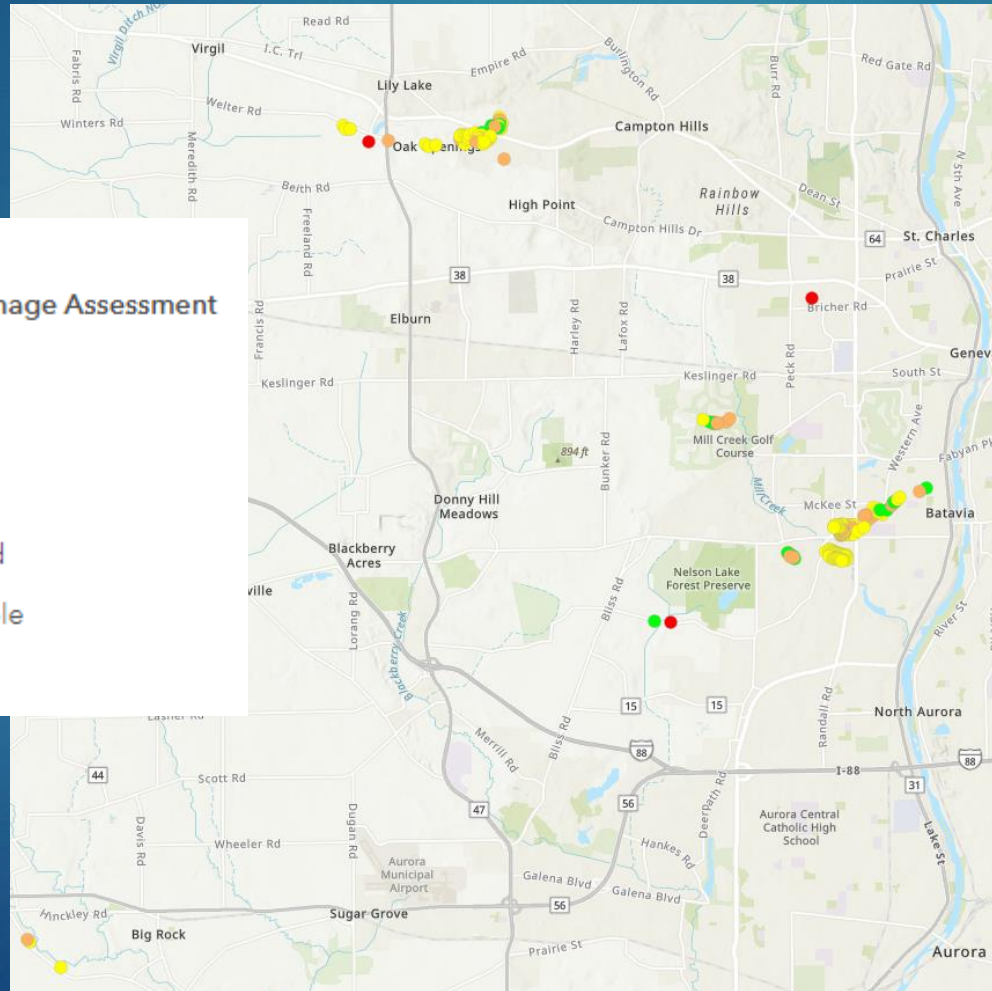 Read Rd
Virgil Ditch No
Virgil
I.C. Trl
Empire Rd
Burlington Rd
Burr Rd
Red Gate Rd
Fabris Rd
Lily Lake
Welter Rd
Winters Rd
Campton Hills
Meredith Rd
Oak
N 5th Ave
Beith Rd
Rainbow
Hills
Dean St
High Point
Freeland Rd
Campton Hills Dr
64
St. Charles
Prairie St
38
38
nage Assessment
Bricher Rd
Elburn
Francis Rd
Harley Rd
Lafox Rd
Peck Rd
Genev
Keslinger Rd
Keslinger Rd
South St
Western Ave
Mill Creek Golf
Course
Fabyan Pk
894 ft
Bunker Rd
Mill Creek
Donny Hill
Meadows
McKee St
Batavia
Blackberry
Acres
d
ville
Nelson Lake
Forest Preserve
le
Lorang Rd
Blackberry Creek
Bliss Rd
River St
15
15
Randall Rd
North Aurora
Lasher Rd
Merrill Rd
Bliss Rd
88
I-88
88
44
Scott Rd
31
47
56
Deerpath Rd
Aurora Central
Catholic High
School
Davis Rd
Wheeler Rd
Dugan Rd
Hankes Rd
Lake St
Aurora
Municipal
Airport
Galena Blvd
Galena Blvd
56
Hinckley Rd
Sugar Grove
Big Rock
Prairie St
Aurora